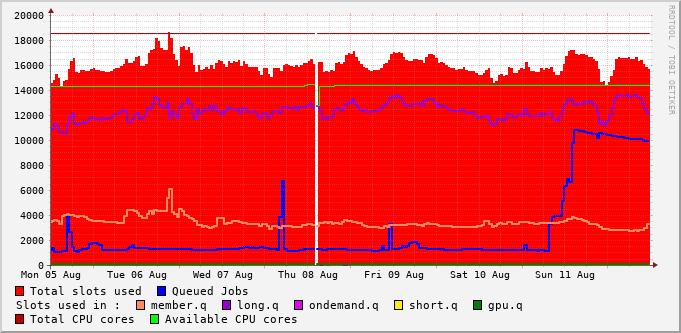 RRDTOOL / TOBI OETIKER
20000
18000
16000
14000
12000
10000
8000
6000
4000
2000
0
Mon 05 Aug Tue 06 Aug Wed 07 Aug Thu 08 Aug Fri 09 Aug Sat 10 Aug Sun 11 Aug
Total slots used Queued Jobs
Slots used in : member.q long.q ondemand.q short.q gpu.q
Total CPU cores Available CPU cores